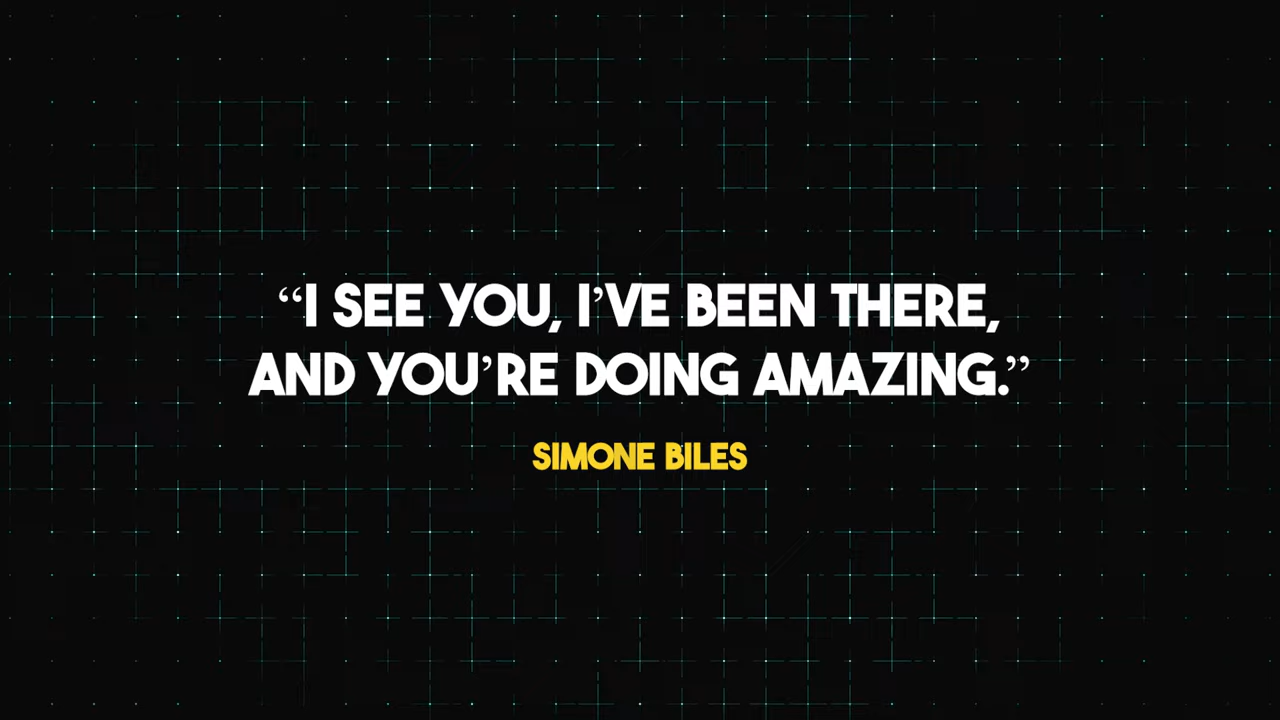 “I SEE YOU, I’VE BEEN THERE,
AND YOU’RE DOING AMAZING.”
SIMONE BILES